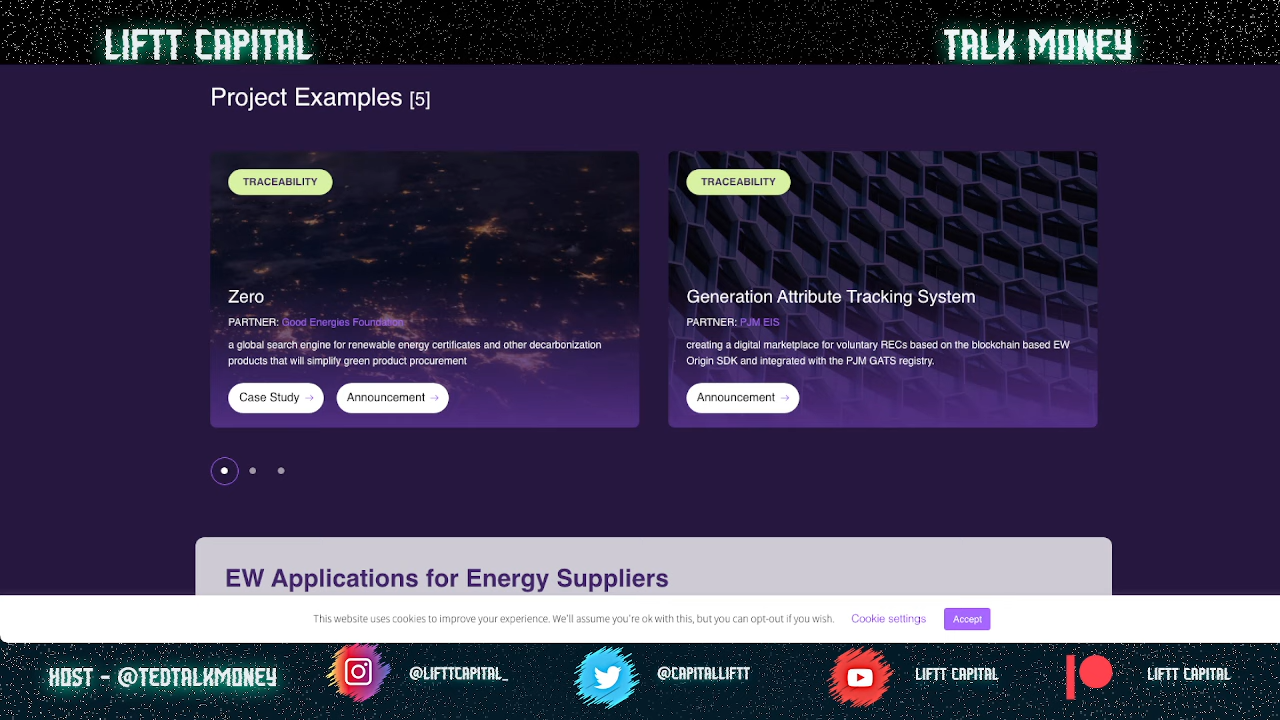 LIFTT CAPITAL
TALK MONEY
Project Examples [5]
TRACEABILITY
Zero
PARTNER: Good Energies Foundation
a global search engine for renewable energy certificates and other decarbonization
products that will simplify green product procurement
Case Study →
Announcement →
TRACEABILITY
Generation Attribute Tracking System
PARTNER: PJM EIS
creating a digital marketplace for voluntary RECs based on the blockchain based EW
Origin SDK and integrated with the PJM GATS registry.
Announcement →
EW Applications for Energy Suppliers
This website uses cookies to improve your experience. We'll assume you're ok with this, but you can opt-out if you wish.
Cookie settings
Accept
HOST - @TEDTALKMONEY
@LIFTTCAPITAL_
@CAPITALLIFTT
LIFTT CAPITAL
LIFTT CAPITAL